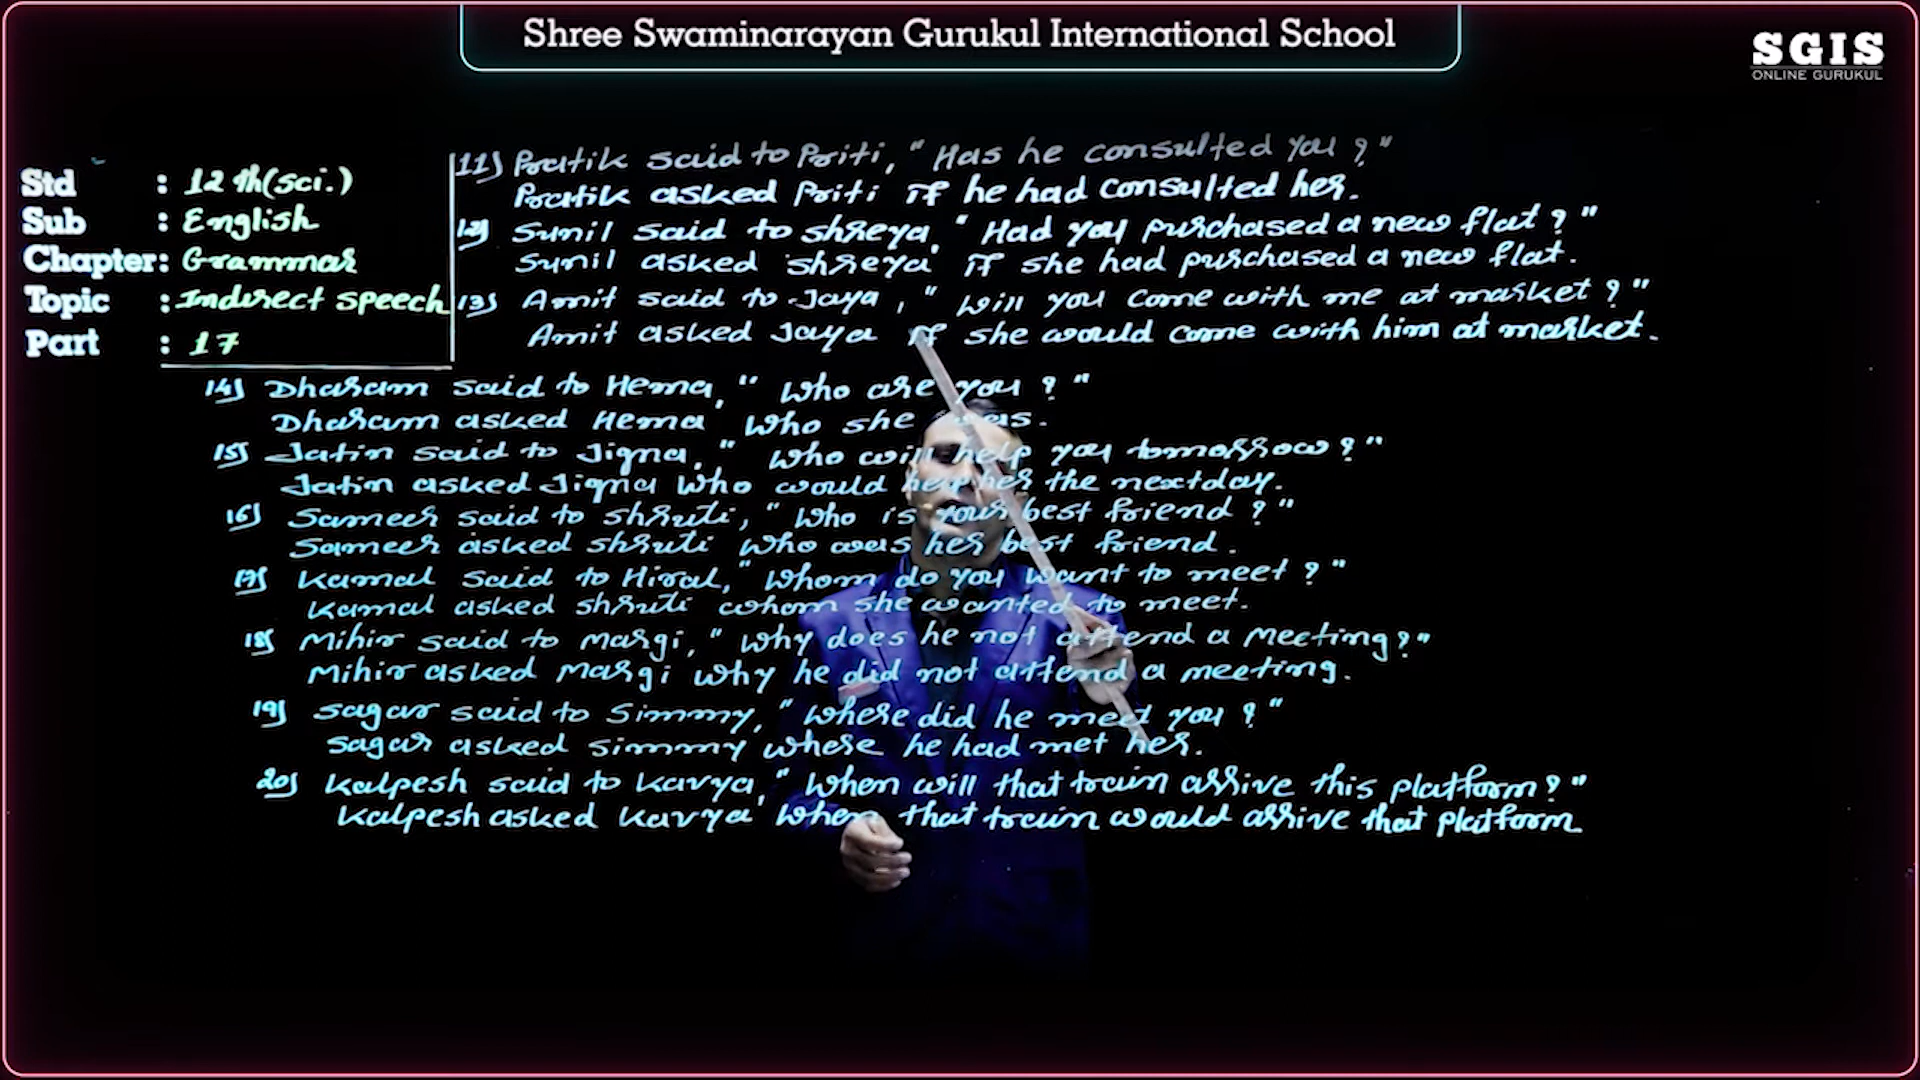 Shree Swaminarayan Gurukul International School
SGIS
ONLINE GURUKUL
Std : 12th(sci.)
Sub : English
Chapter: Grammar
Topic : Indirect speech
Part : 17
11) Pratik said to Priti, "Has he consulted you?"
Pratik asked Priti if he had consulted her.
12) Sunil said to shreya, "Had you purchased a new flat?"
Sunil asked shreya if she had purchased a new flat.
13) Amit said to Jaya, "Will you come with me at market?"
Amit asked Jaya if she would come with him at market.
14) Dharam said to Hema, "Who are you?"
Dharam asked Hema who she was.
15) Jatin said to Jigna, "Who will help you tomorrow?"
Jatin asked Jigna who would help her the nextday.
16) Sameer said to shruti, "Who is your best friend?"
Sameer asked shruti who was her best friend.
17) Kamal said to Hiral, "Whom do you want to meet?"
Kamal asked shruti whom she wanted to meet.
18) Mihir said to Margi, "Why does he not attend a Meeting?"
Mihir asked Margi why he did not attend a meeting.
19) Sagar said to Simmy, "Where did he meet you?"
Sagar asked simmy where he had met her.
20) Kalpesh said to Kavya, "When will that train arrive this platform?"
Kalpesh asked Kavya when that train would arrive that platform